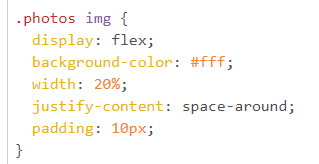 .photos img {
  display: flex;
  background-color: #fff;
  width: 20%;
  justify-content: space-around;
  padding: 10px;
}